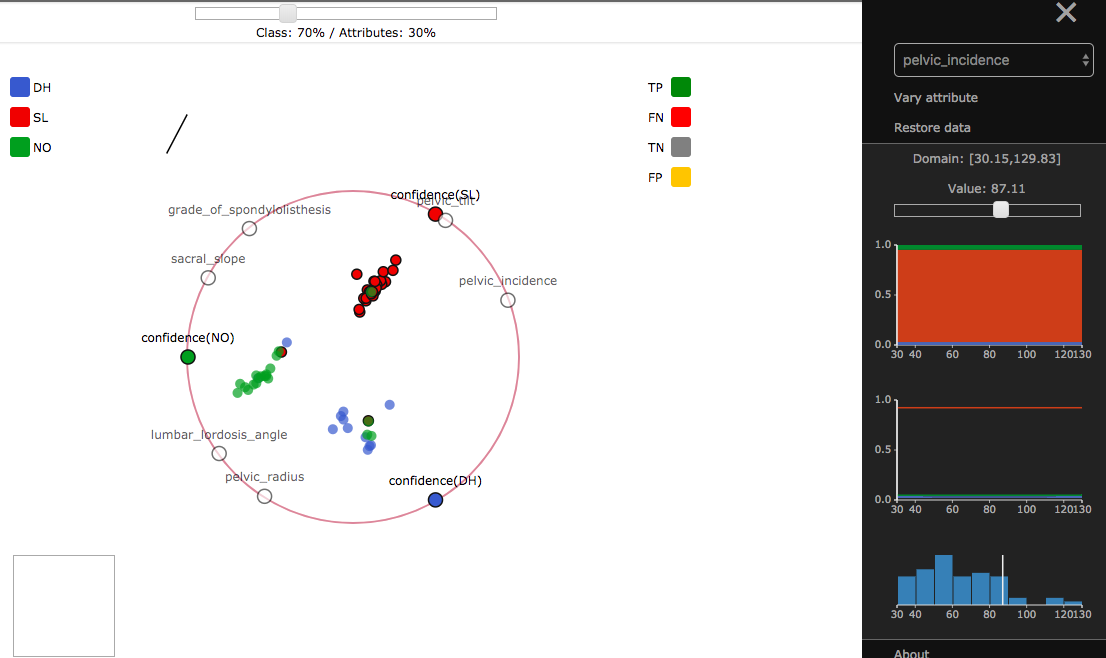 Class: 70% / Attributes: 30%
DH
SL
NO
TP
FN
TN
FP
confidence(SL)
pelvic_tilt
grade_of_spondylolisthesis
sacral_slope
pelvic_incidence
confidence(NO)
lumbar_lordosis_angle
pelvic_radius
confidence(DH)
pelvic_incidence
Vary attribute
Restore data
Domain: [30.15,129.83]
Value: 87.11
1.0
0.5
0.0
30 40 60 80 100 120130
1.0
0.5
0.0
30 40 60 80 100 120130
30 40 60 80 100 120130
About